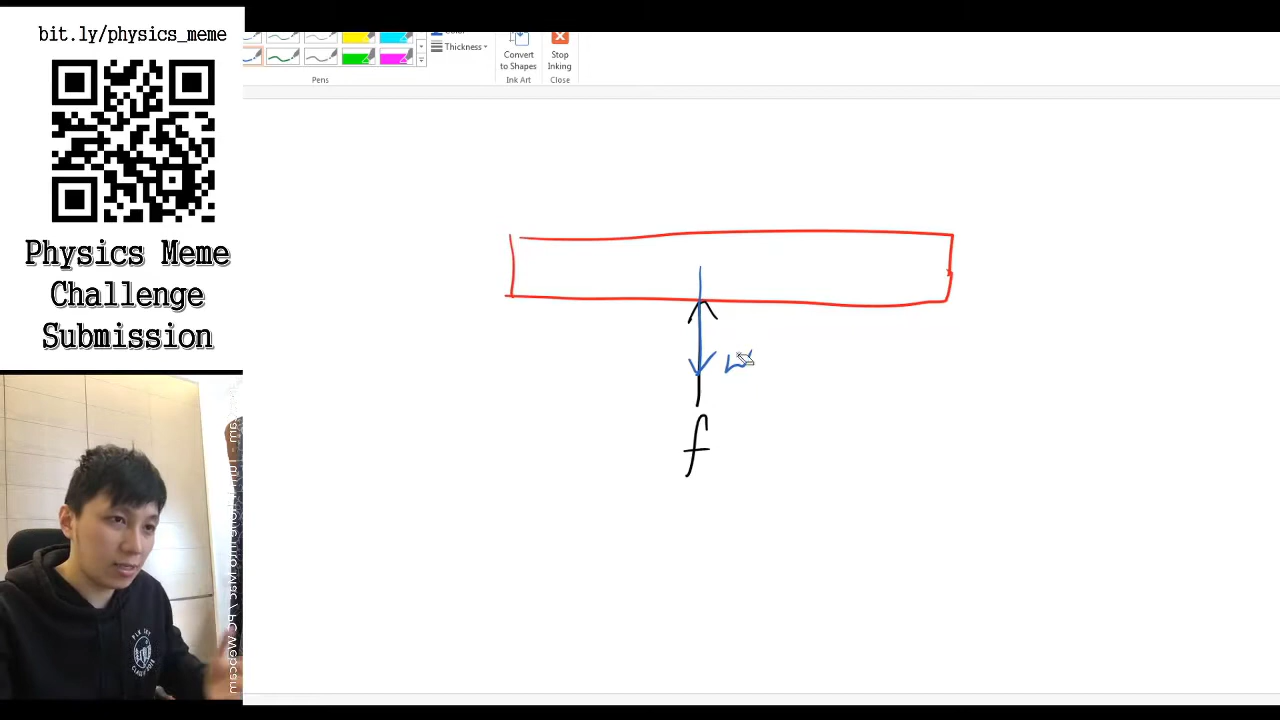 bit.ly/physics_meme
Physics Meme
Challenge
Submission
Thickness
Convert
to Shapes
Stop
Inking
Pens
Ink Art
Close
f